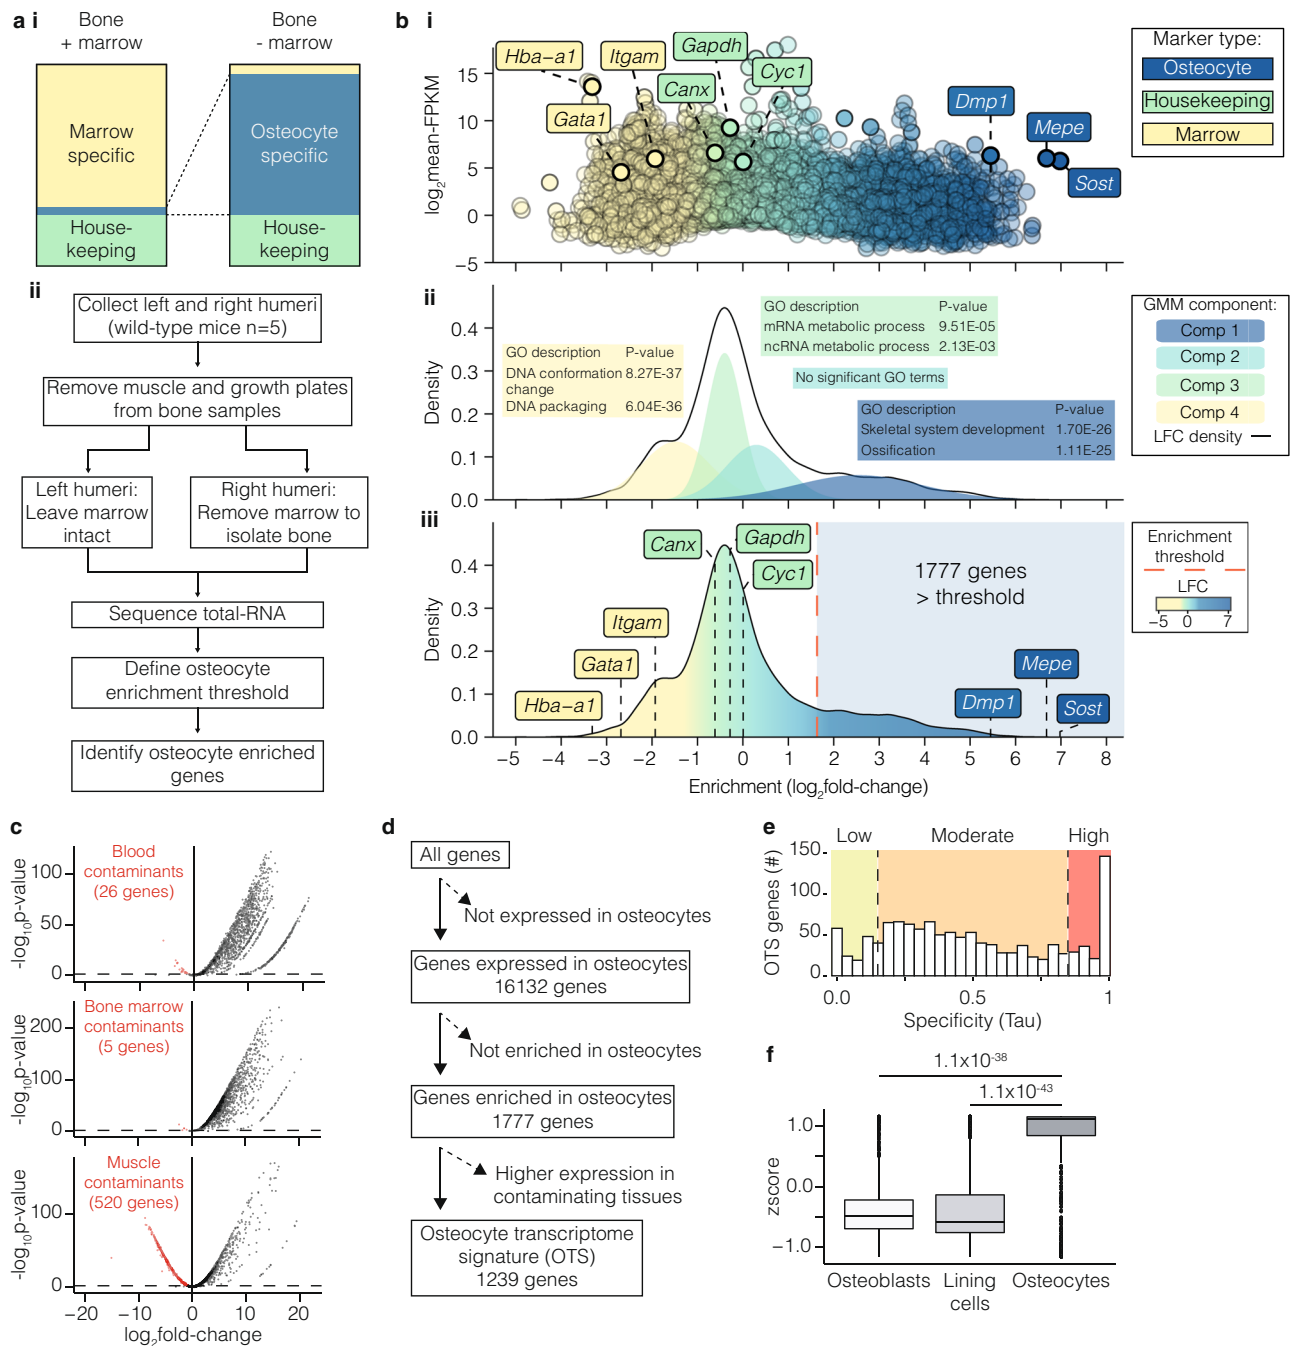 a i
Bone
+ marrow
Bone
- marrow
Marrow
specific
Osteocyte
specific
House-
keeping
House-
keeping
ii
Collect left and right humeri
(wild-type mice n=5)
Remove muscle and growth plates
from bone samples
Left humeri:
Leave marrow
intact
Right humeri:
Remove marrow to
isolate bone
Sequence total-RNA
Define osteocyte
enrichment threshold
Identify osteocyte enriched
genes
b i
log2mean-FPKM
15
10
5
0
−5
Hba−a1
Itgam
Gapdh
Canx
Cyc1
Gata1
Dmp1
Mepe
Sost
Marker type:
Osteocyte
Housekeeping
Marrow
ii
Density
0.4
0.3
0.2
0.1
0.0
GO description P-value
DNA conformation 8.27E-37
change
DNA packaging 6.04E-36
GO description P-value
mRNA metabolic process 9.51E-05
ncRNA metabolic process 2.13E-03
No significant GO terms
GO description P-value
Skeletal system development 1.70E-26
Ossification 1.11E-25
GMM component:
Comp 1
Comp 2
Comp 3
Comp 4
LFC density
iii
Density
0.4
0.3
0.2
0.1
0.0
Canx
Gapdh
Cyc1
Itgam
Gata1
Hba−a1
1777 genes
> threshold
Mepe
Dmp1
Sost
−5 −4 −3 −2 −1 0 1 2 3 4 5 6 7 8
Enrichment (log2fold-change)
Enrichment
threshold
LFC
−5 0 7
c
-log10p-value
100
50
0
Blood
contaminants
(26 genes)
-log10p-value
200
100
0
Bone marrow
contaminants
(5 genes)
-log10p-value
100
0
Muscle
contaminants
(520 genes)
−20 −10 0 10 20
log2fold-change
d
All genes
Not expressed in osteocytes
Genes expressed in osteocytes
16132 genes
Not enriched in osteocytes
Genes enriched in osteocytes
1777 genes
Higher expression in
contaminating tissues
Osteocyte transcriptome
signature (OTS)
1239 genes
e
Low Moderate High
OTS genes (#)
150
100
50
0
0.0 0.5 1
Specificity (Tau)
f
1.1x10-38
1.1x10-43
zscore
1.0
0.0
−1.0
Osteoblasts Lining Osteocytes
cells